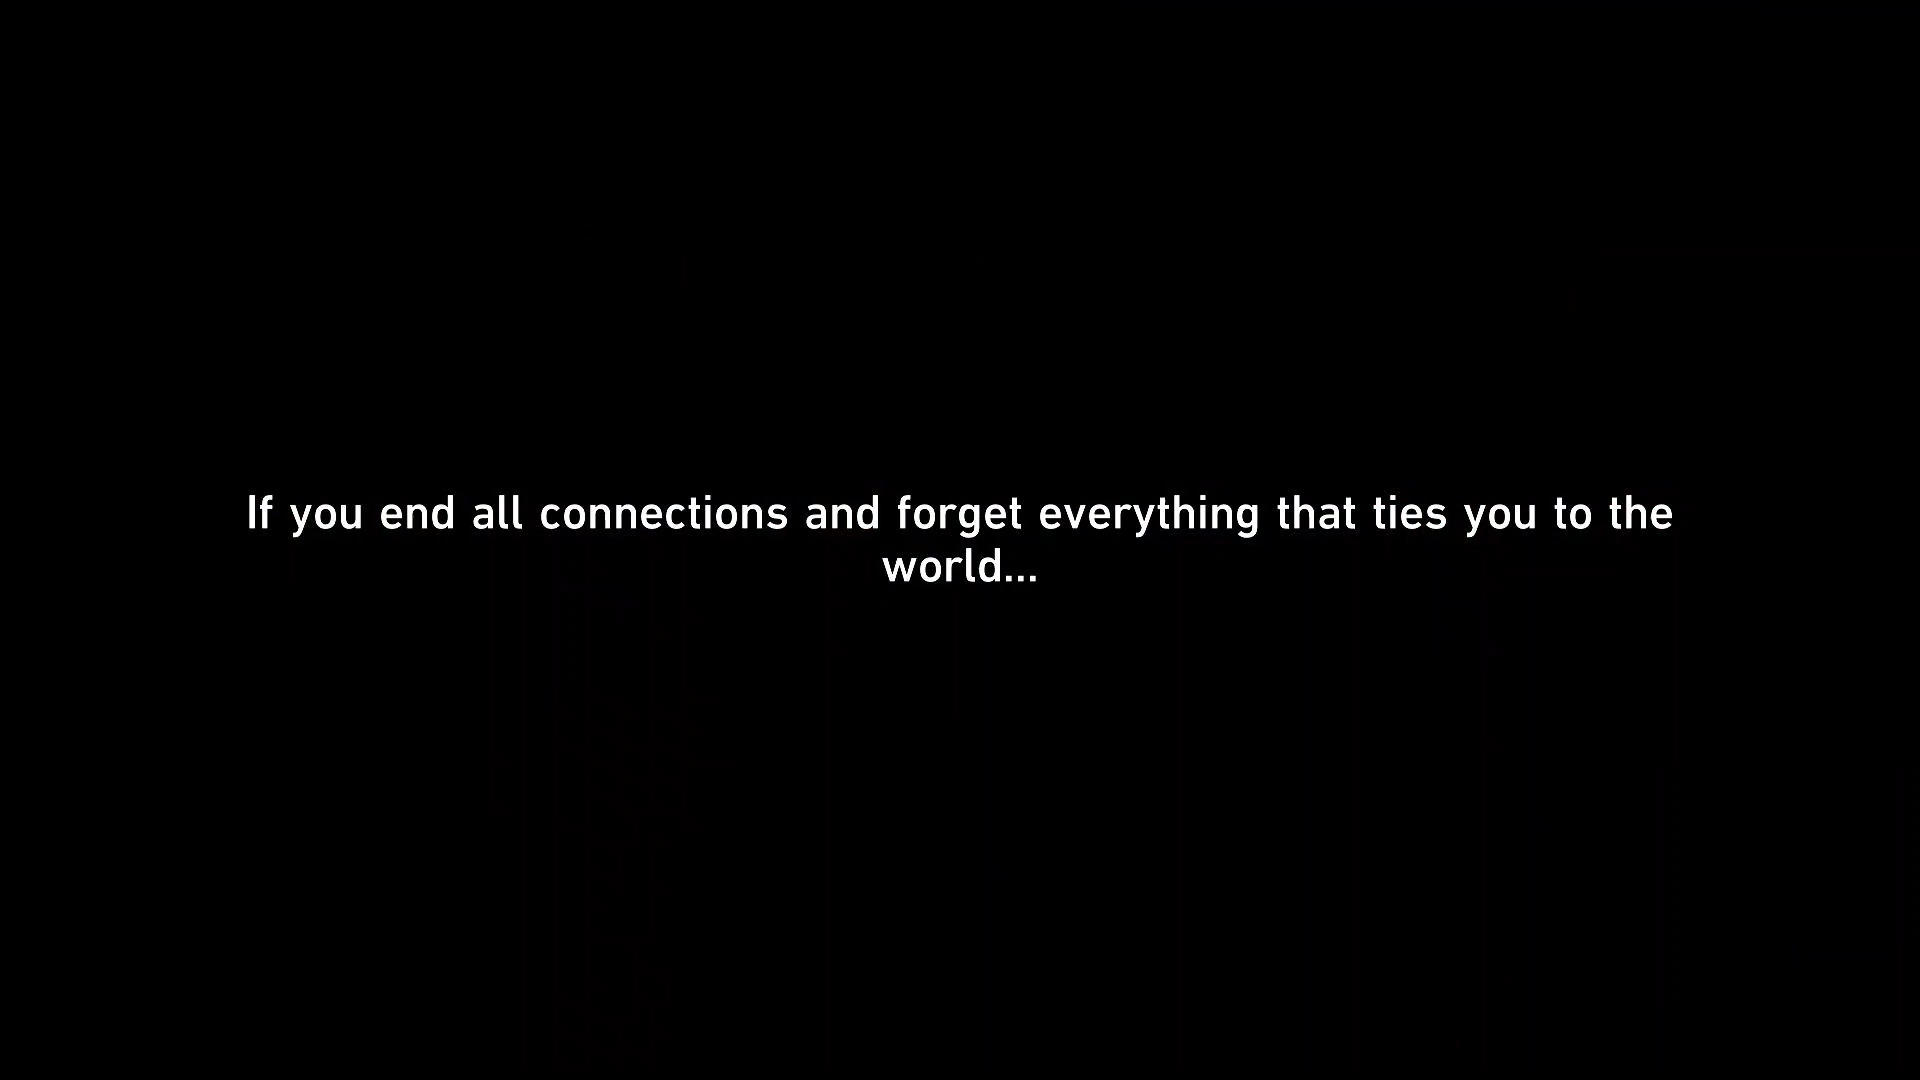 If you end all connections and forget everything that ties you to the
world...